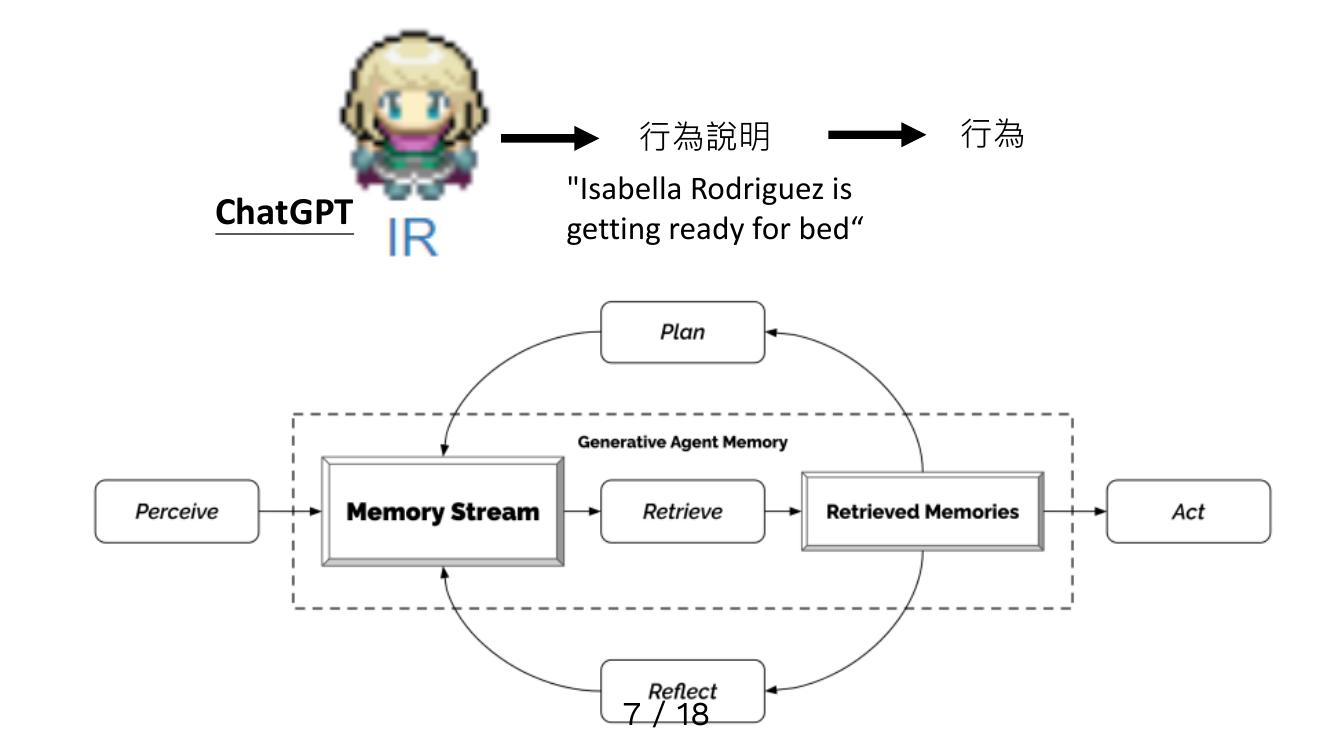 行為說明
行為
"Isabella Rodriguez is
getting ready for bed“
ChatGPT
IR
Plan
Generative Agent Memory
Perceive
Memory Stream
Retrieve
Retrieved Memories
Act
Reflect
7 / 18